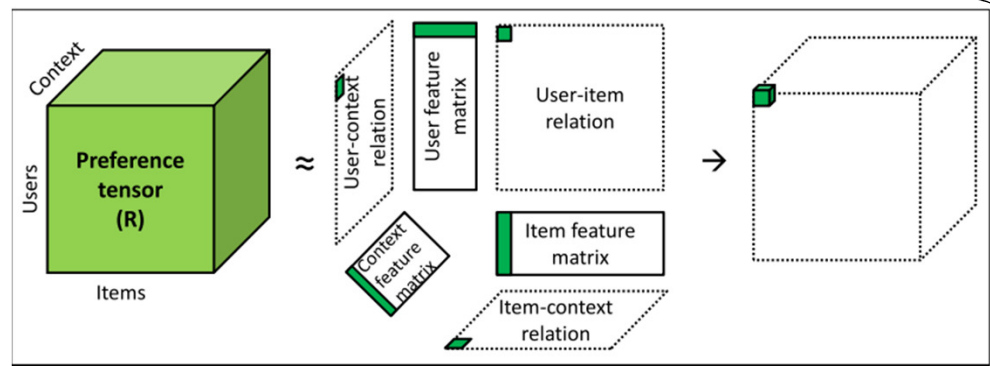 Context
Users
Preference
tensor
(R)
Items
≈
User-context
relation
User feature
matrix
User-item
relation
→
Context
feature
matrix
Item feature
matrix
Item-context
relation